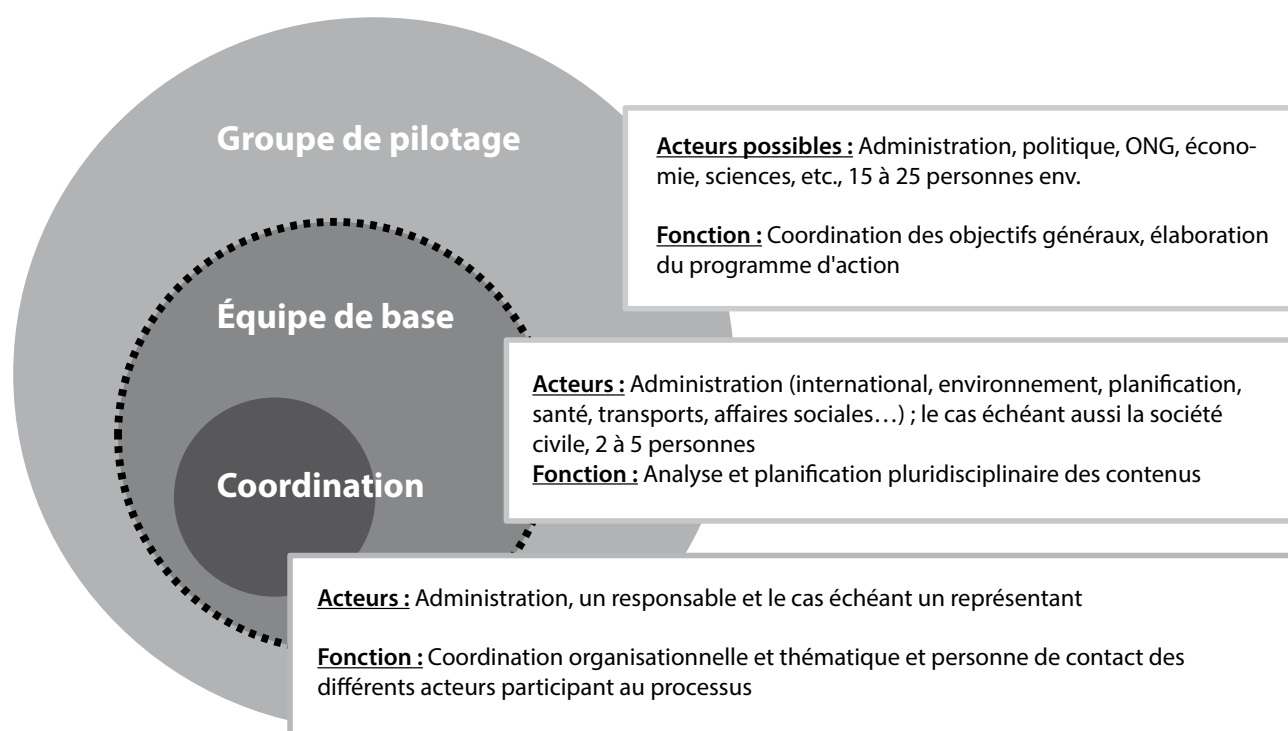 Groupe de pilotage
Acteurs possibles : Administration, politique, ONG, écono-
mie, sciences, etc., 15 à 25 personnes env.
Fonction : Coordination des objectifs généraux, élaboration
du programme d'action
Équipe de base
Acteurs : Administration (international, environnement, planification,
santé, transports, affaires sociales…) ; le cas échéant aussi la société
civile, 2 à 5 personnes
Fonction : Analyse et planification pluridisciplinaire des contenus
Coordination
Acteurs : Administration, un responsable et le cas échéant un représentant
Fonction : Coordination organisationnelle et thématique et personne de contact des
différents acteurs participant au processus